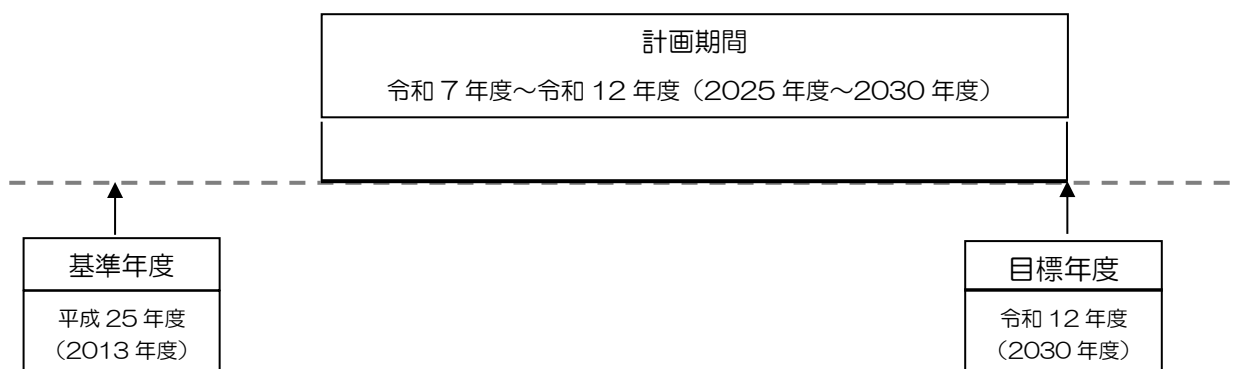 計画期間
令和 7 年度～令和 12 年度（2025 年度～2030 年度）
基準年度
平成 25 年度
（2013 年度）
目標年度
令和 12 年度
（2030 年度）